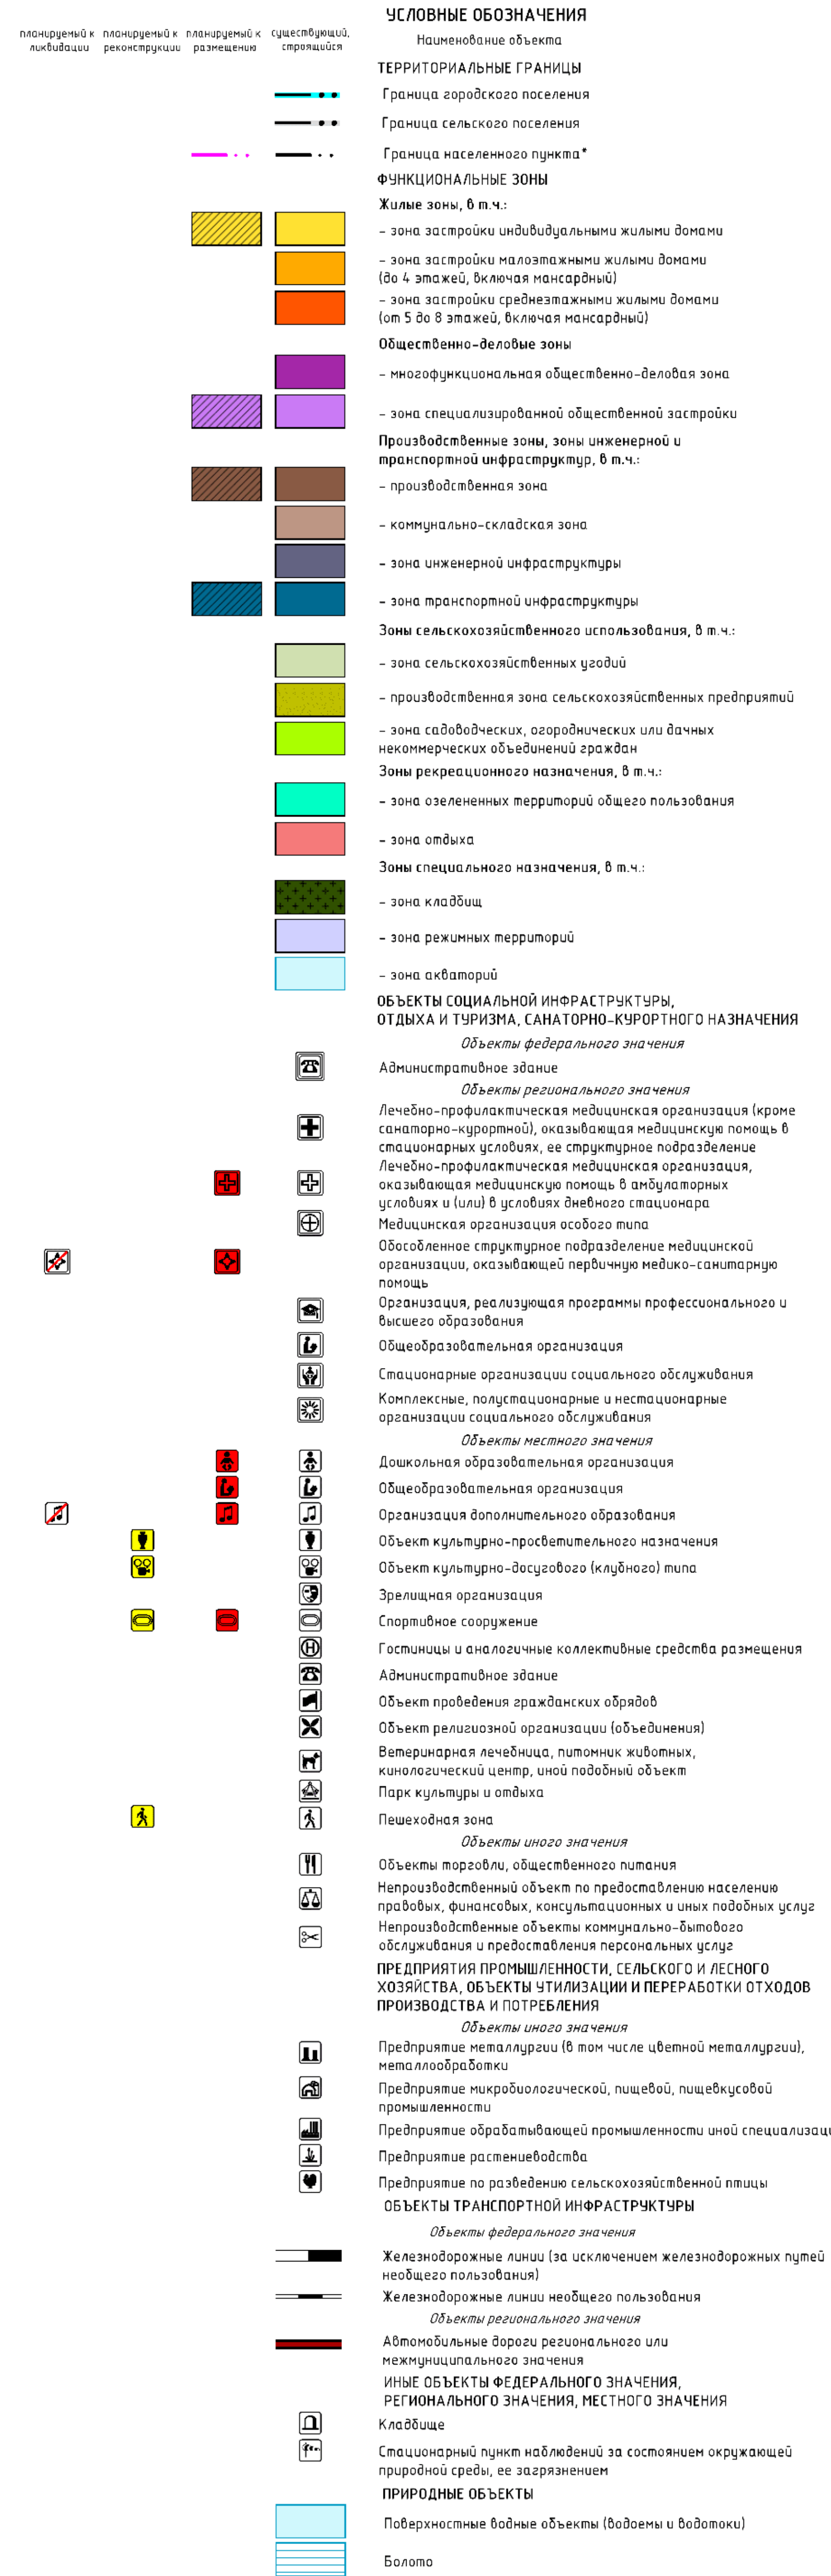 УСЛОВНЫЕ ОБОЗНАЧЕНИЯ
планируемый к
ликвидации
планируемый к
реконструкции
планируемый к
размещению
существующий,
строящийся
Наименование объекта
ТЕРРИТОРИАЛЬНЫЕ ГРАНИЦЫ
Граница городского поселения
Граница сельского поселения
Граница населенного пункта*
ФУНКЦИОНАЛЬНЫЕ ЗОНЫ
Жилые зоны, в т.ч.:
- зона застройки индивидуальными жилыми домами
- зона застройки малоэтажными жилыми домами
(до 4 этажей, включая мансардный)
- зона застройки среднеэтажными жилыми домами
(от 5 до 8 этажей, включая мансардный)
Общественно-деловые зоны
- многофункциональная общественно-деловая зона
- зона специализированной общественной застройки
Производственные зоны, зоны инженерной и
транспортной инфраструктур, в т.ч.:
- производственная зона
- коммунально-складская зона
- зона инженерной инфраструктуры
- зона транспортной инфраструктуры
Зоны сельскохозяйственного использования, в т.ч.:
- зона сельскохозяйственных угодий
- производственная зона сельскохозяйственных предприятий
- зона садоводческих, огороднических или дачных
некоммерческих объединений граждан
Зоны рекреационного назначения, в т.ч.:
- зона озелененных территорий общего пользования
- зона отдыха
Зоны специального назначения, в т.ч.:
- зона кладбищ
- зона режимных территорий
- зона акваторий
ОБЪЕКТЫ СОЦИАЛЬНОЙ ИНФРАСТРУКТУРЫ,
ОТДЫХА И ТУРИЗМА, САНАТОРНО-КУРОРТНОГО НАЗНАЧЕНИЯ
Объекты федерального значения
Административное здание
Объекты регионального значения
Лечебно-профилактическая медицинская организация (кроме
санаторно-курортной), оказывающая медицинскую помощь в
стационарных условиях, ее структурное подразделение
Лечебно-профилактическая медицинская организация,
оказывающая медицинскую помощь в амбулаторных
условиях и (или) в условиях дневного стационара
Медицинская организация особого типа
Обособленное структурное подразделение медицинской
организации, оказывающей первичную медико-санитарную
помощь
Организация, реализующая программы профессионального и
высшего образования
Общеобразовательная организация
Стационарные организации социального обслуживания
Комплексные, полустационарные и нестационарные
организации социального обслуживания
Объекты местного значения
Дошкольная образовательная организация
Общеобразовательная организация
Организация дополнительного образования
Объект культурно-просветительного назначения
Объект культурно-досугового (клубного) типа
Зрелищная организация
Спортивное сооружение
Гостиницы и аналогичные коллективные средства размещения
Административное здание
Объект проведения гражданских обрядов
Объект религиозной организации (объединения)
Ветеринарная лечебница, питомник животных,
кинологический центр, иной подобный объект
Парк культуры и отдыха
Пешеходная зона
Объекты иного значения
Объекты торговли, общественного питания
Непроизводственный объект по предоставлению населению
правовых, финансовых, консультационных и иных подобных услуг
Непроизводственные объекты коммунально-бытового
обслуживания и предоставления персональных услуг
ПРЕДПРИЯТИЯ ПРОМЫШЛЕННОСТИ, СЕЛЬСКОГО И ЛЕСНОГО
ХОЗЯЙСТВА, ОБЪЕКТЫ УТИЛИЗАЦИИ И ПЕРЕРАБОТКИ ОТХОДОВ
ПРОИЗВОДСТВА И ПОТРЕБЛЕНИЯ
Объекты иного значения
Предприятие металлургии (в том числе цветной металлургии),
металлообработки
Предприятие микробиологической, пищевой, пищевкусовой
промышленности
Предприятие обрабатывающей промышленности иной специализаци
Предприятие растениеводства
Предприятие по разведению сельскохозяйственной птицы
ОБЪЕКТЫ ТРАНСПОРТНОЙ ИНФРАСТРУКТУРЫ
Объекты федерального значения
Железнодорожные линии (за исключением железнодорожных путей
необщего пользования)
Железнодорожные линии необщего пользования
Объекты регионального значения
Автомобильные дороги регионального или
межмуниципального значения
ИНЫЕ ОБЪЕКТЫ ФЕДЕРАЛЬНОГО ЗНАЧЕНИЯ,
РЕГИОНАЛЬНОГО ЗНАЧЕНИЯ, МЕСТНОГО ЗНАЧЕНИЯ
Кладбище
Стационарный пункт наблюдений за состоянием окружающей
природной среды, ее загрязнением
ПРИРОДНЫЕ ОБЪЕКТЫ
Поверхностные водные объекты (водоемы и водотоки)
Болото